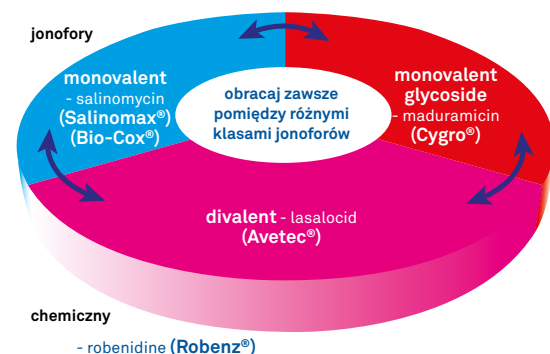 jonofory
monovalent
- salinomycin
(Salinomax®)
(Bio-Cox®)
obracaj zawsze
pomiędzy różnymi
klasami jonoforów
monovalent
glycoside
- maduramicin
(Cygro®)
divalent - lasalocid
(Avetec®)
chemiczny
- robenidine (Robenz®)